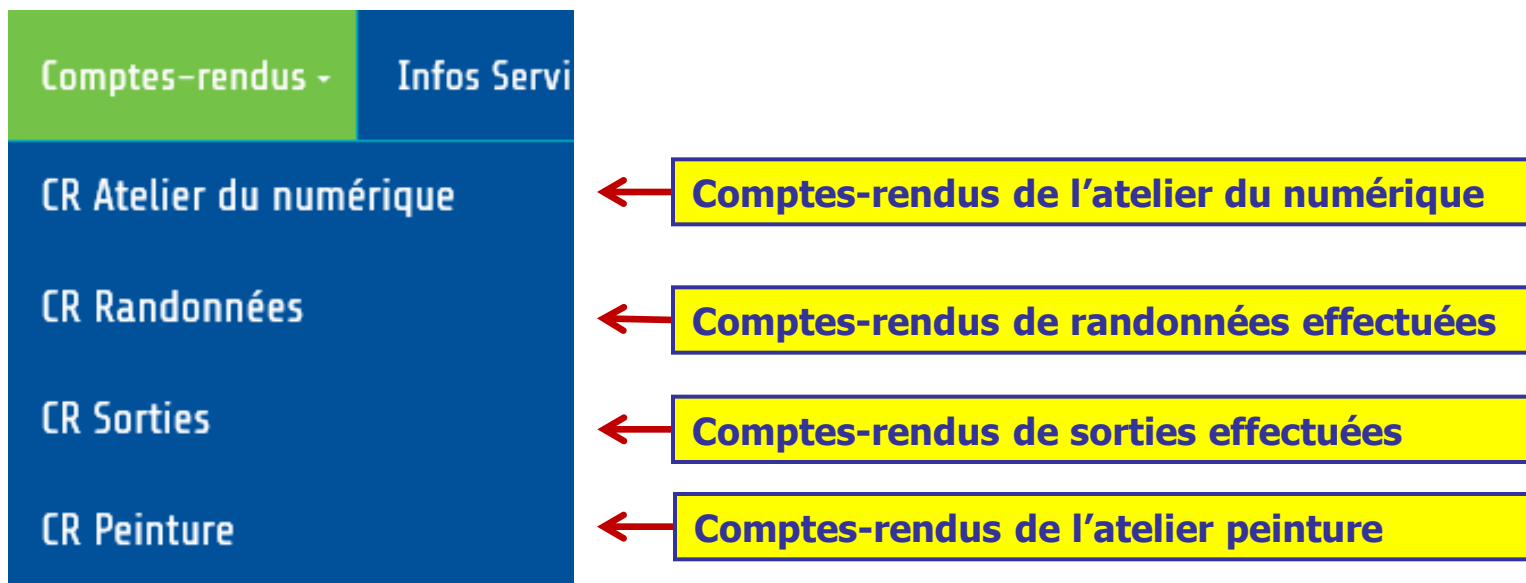 Comptes-rendus Infos Servi
CR Atelier du numérique
Comptes-rendus de l’atelier du numérique
CR Randonnées
Comptes-rendus de randonnées effectuées
CR Sorties
Comptes-rendus de sorties effectuées
CR Peinture
Comptes-rendus de l’atelier peinture